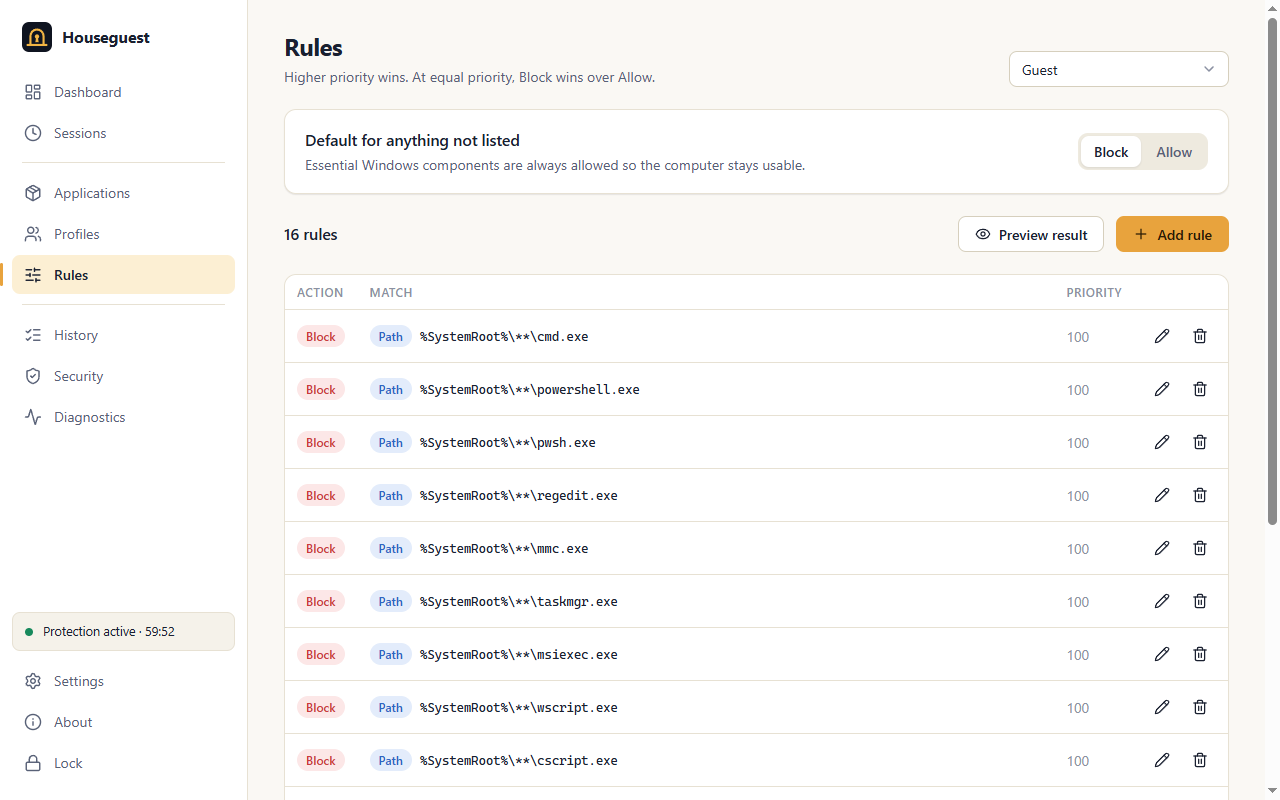 Houseguest
Dashboard
Sessions
Applications
Profiles
Rules
History
Security
Diagnostics
Protection active · 59:52
Settings
About
Lock
Rules
Higher priority wins. At equal priority, Block wins over Allow.
Guest
Default for anything not listed
Essential Windows components are always allowed so the computer stays usable.
Block Allow
16 rules
Preview result
Add rule
ACTION MATCH PRIORITY
Block Path %SystemRoot%\**\cmd.exe 100
Block Path %SystemRoot%\**\powershell.exe 100
Block Path %SystemRoot%\**\pwsh.exe 100
Block Path %SystemRoot%\**\regedit.exe 100
Block Path %SystemRoot%\**\mmc.exe 100
Block Path %SystemRoot%\**\taskmgr.exe 100
Block Path %SystemRoot%\**\msiexec.exe 100
Block Path %SystemRoot%\**\wscript.exe 100
Block Path %SystemRoot%\**\cscript.exe 100